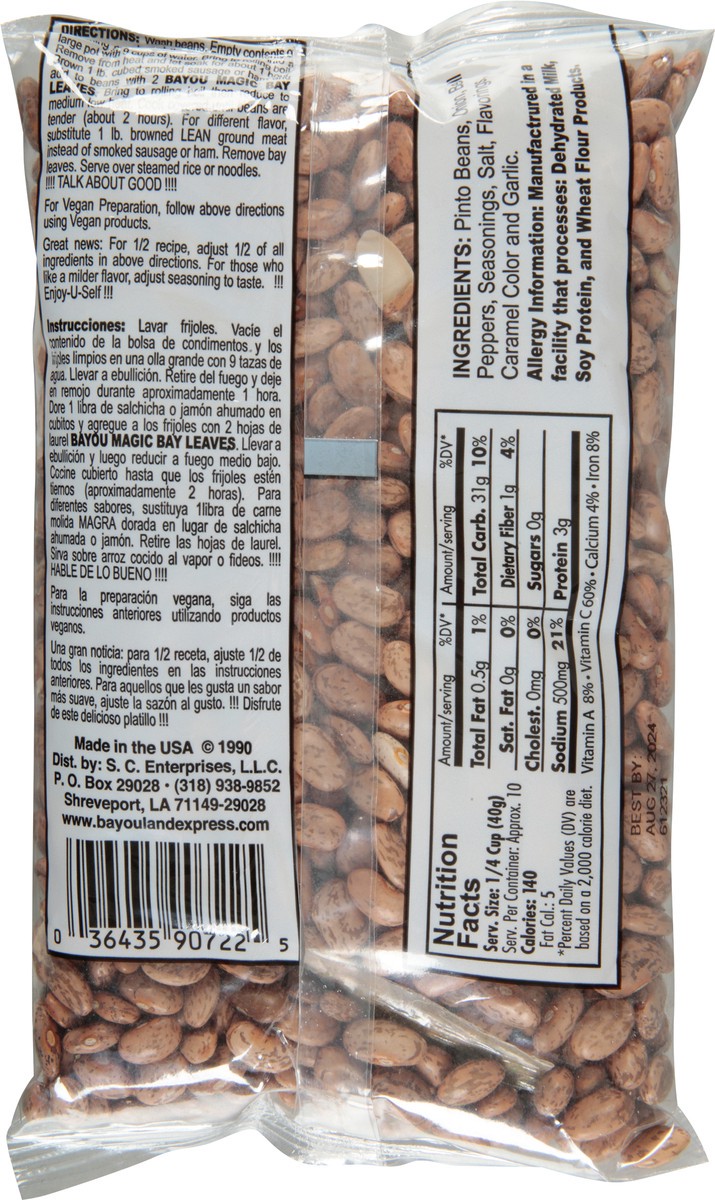 DIRECTIONS: Wash beans. Empty contents
large pot with 9 cups of water. Bring to
Remove from heat and let soak for about 1
Brown 1 lb. cubed smoked sausage or
to beans with 2 BAYOU MAGIC BAY
LEAVES. Bring to rolling then reduce to
medium beans are
tender (about 2 hours). For different flavor,
substitute 1 lb. browned LEAN ground meat
instead of smoked sausage or ham. Remove bay
leaves. Serve over steamed rice or noodles.
!!!! TALK ABOUT GOOD !!!!
For Vegan Preparation, follow above directions
using Vegan products.
Great news: For 1/2 recipe, adjust 1/2 of all
ingredients in above directions. For those who
like a milder flavor, adjust seasoning to taste. !!!
Enjoy-U-Self !!!
Instrucciones: Lavar frijoles. Vacíe el
contenido de la bolsa de condimentos y los
frijoles limpios en una olla grande con 9 tazas de
agua. Llevar a ebullición. Retire del fuego y deje
en remojo durante aproximadamente 1 hora.
Dore 1 libra de salchicha o jamón ahumado en
cubitos y agregue a los frijoles con 2 hojas de
laurel BAYOU MAGIC BAY LEAVES. Llevar a
ebullición y luego reducir a fuego medio bajo.
Cocine cubierto hasta que los frijoles estén
tiernos (aproximadamente 2 horas). Para
diferentes sabores, sustituya 1libra de carne
molida MAGRA dorada en lugar de salchicha
ahumada o jamón. Retire las hojas de laurel.
Sirva sobre arroz cocido al vapor o fideos. !!!!
HABLE DE LO BUENO !!!!
Para la preparación vegana, siga las
instrucciones anteriores utilizando productos
veganos.
Una gran noticia: para 1/2 receta, ajuste 1/2 de
todos los ingredientes en las instrucciones
anteriores. Para aquellos que les gusta un sabor
más suave, ajuste la sazón al gusto. !!! Disfrute
de este delicioso platillo !!!
Made in the USA © 1990
Dist. by: S. C. Enterprises, L.L.C.
P. O. Box 29028 • (318) 938-9852
Shreveport, LA 71149-29028
www.bayoulandexpress.com
0 36435 90722 5
INGREDIENTS: Pinto Beans, Onion, Bell
Peppers, Seasonings, Salt, Flavoring,
Caramel Color and Garlic.
Allergy Information: Manufactrured in a
facility that processes: Dehydrated Milk,
Soy Protein, and Wheat Flour Products.
Nutrition
Facts
Serv. Size: 1/4 Cup (40g)
Serv. Per Container: Approx. 10
Calories: 140
Fat Cal.: 5
*Percent Daily Values (DV) are
based on a 2,000 calorie diet.
Amount/serving %DV* Amount/serving %DV*
Total Fat 0.5g 1% Total Carb. 31g 10%
Sat. Fat 0g 0% Dietary Fiber 1g 4%
Cholest. 0mg 0% Sugars 0g
Sodium 500mg 21% Protein 3g
Vitamin A 8% • Vitamin C 60% • Calcium 4% • Iron 8%
BEST BY:
AUG 27, 2024
612321